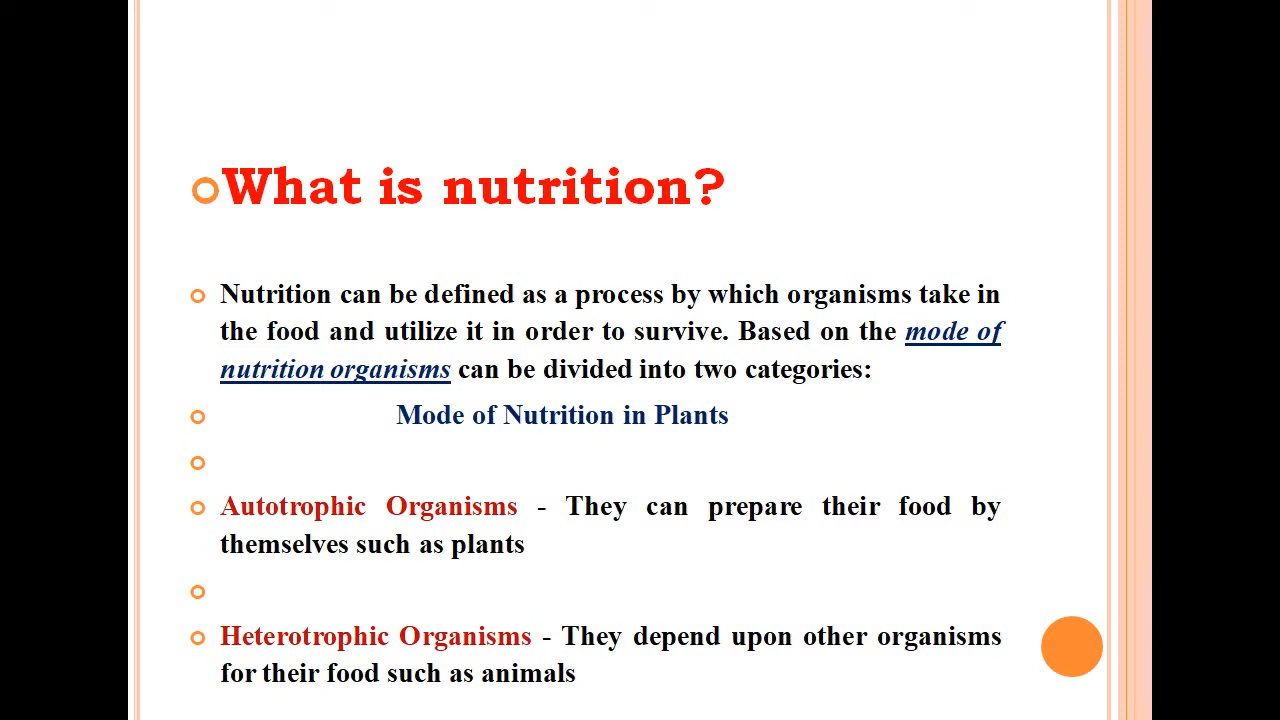 What is nutrition?
Nutrition can be defined as a process by which organisms take in
the food and utilize it in order to survive. Based on the mode of
nutrition organisms can be divided into two categories:
Mode of Nutrition in Plants
Autotrophic Organisms - They can prepare their food by
themselves such as plants
Heterotrophic Organisms - They depend upon other organisms
for their food such as animals